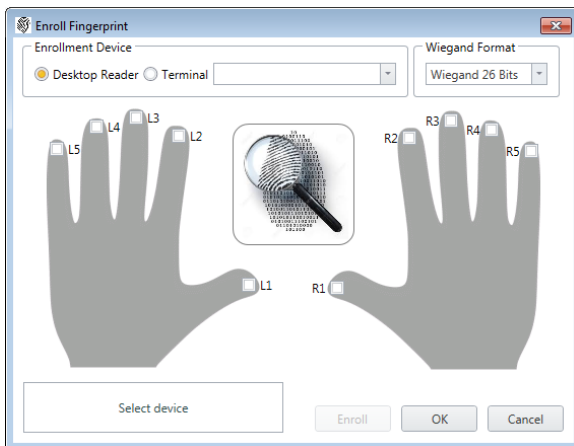 Enroll Fingerprint
Enrollment Device
Wiegand Format
Desktop Reader
Terminal
Wiegand 26 Bits
L5
L4
L3
L2
R2
R3
R4
R5
L1
R1
Select device
Enroll
OK
Cancel